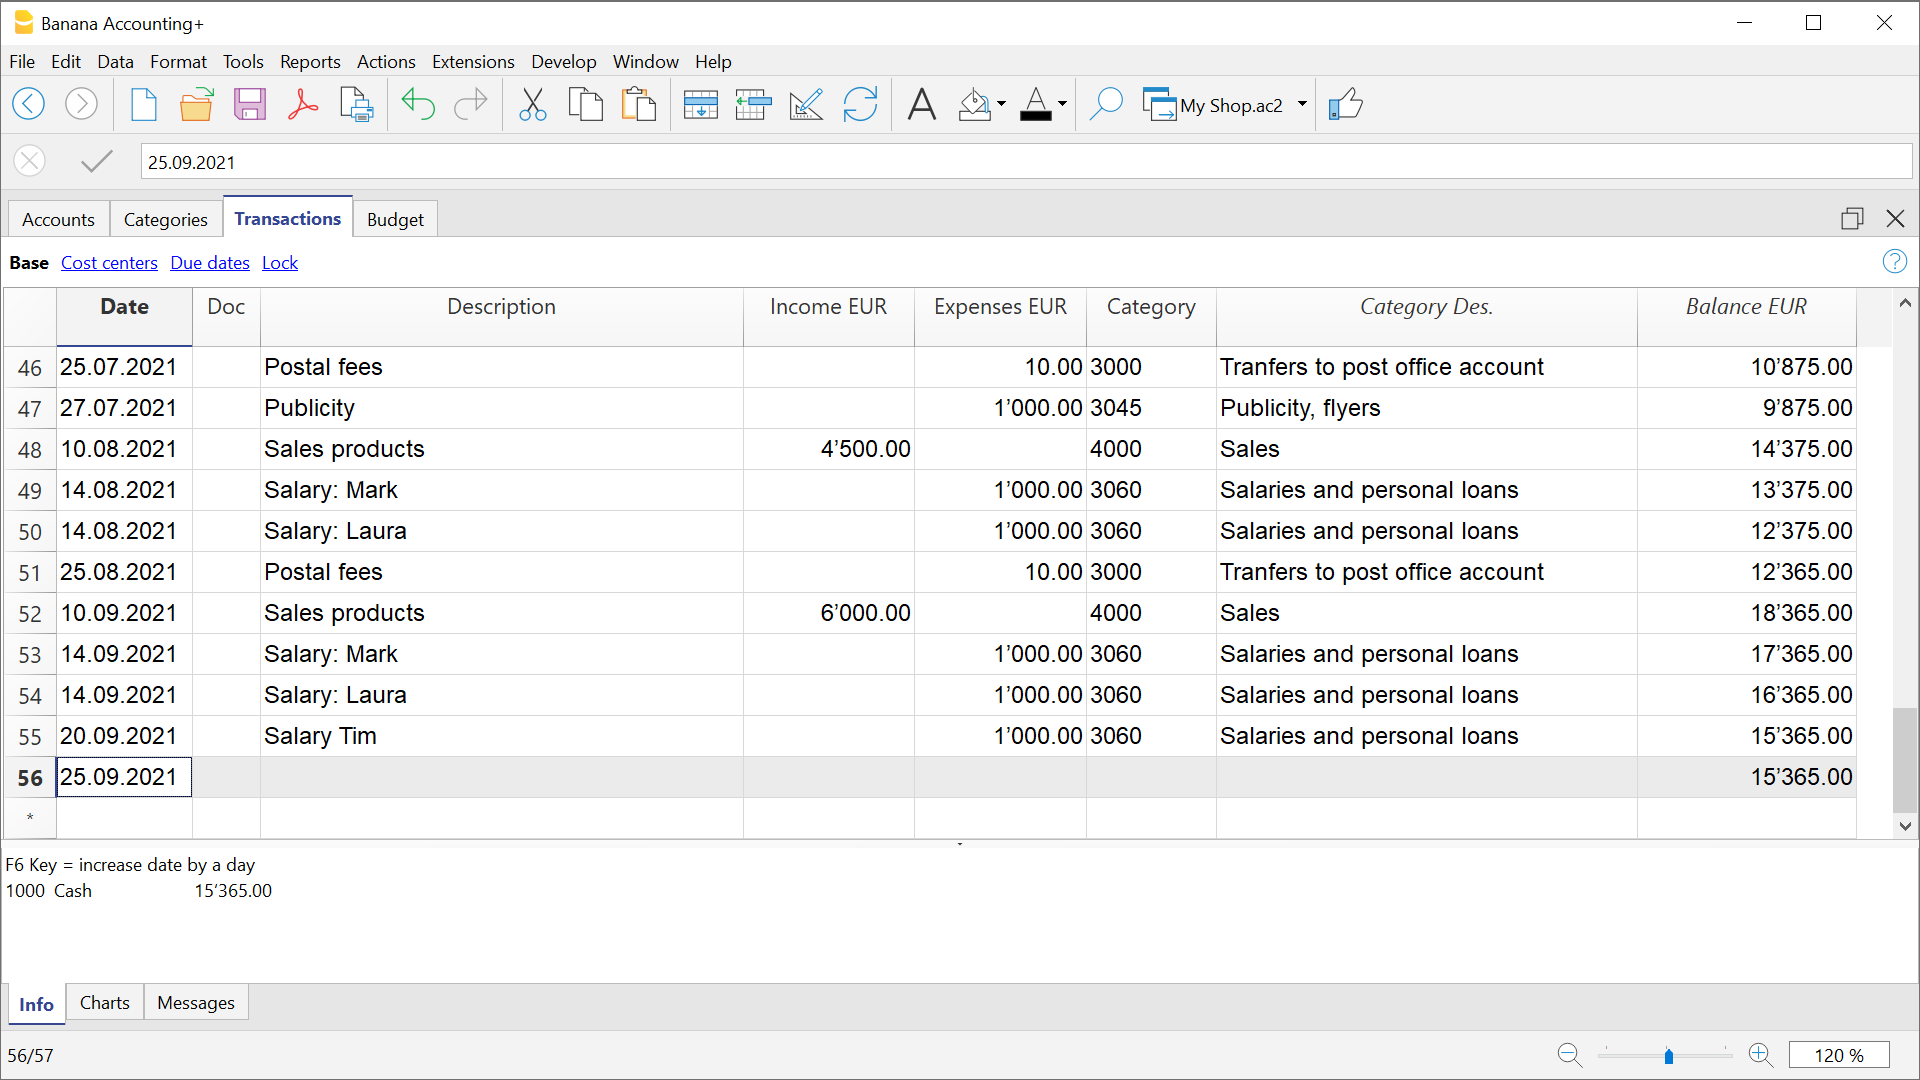 Banana Accounting+
File Edit Data Format Tools Reports Actions Extensions Develop Window Help
A A My Shop.ac2
25.09.2021
Accounts Categories Transactions Budget
Base Cost centers Due dates Lock ?
Date Doc Description Income EUR Expenses EUR Category Category Des. Balance EUR
46 25.07.2021 Postal fees 10.00 3000 Tranfers to post office account 10’875.00
47 27.07.2021 Publicity 1’000.00 3045 Publicity, flyers 9’875.00
48 10.08.2021 Sales products 4’500.00 4000 Sales 14’375.00
49 14.08.2021 Salary: Mark 1’000.00 3060 Salaries and personal loans 13’375.00
50 14.08.2021 Salary: Laura 1’000.00 3060 Salaries and personal loans 12’375.00
51 25.08.2021 Postal fees 10.00 3000 Tranfers to post office account 12’365.00
52 10.09.2021 Sales products 6’000.00 4000 Sales 18’365.00
53 14.09.2021 Salary: Mark 1’000.00 3060 Salaries and personal loans 17’365.00
54 14.09.2021 Salary: Laura 1’000.00 3060 Salaries and personal loans 16’365.00
55 20.09.2021 Salary Tim 1’000.00 3060 Salaries and personal loans 15’365.00
56 25.09.2021 15’365.00
*
F6 Key = increase date by a day
1000 Cash 15’365.00
Info Charts Messages
56/57 120 %